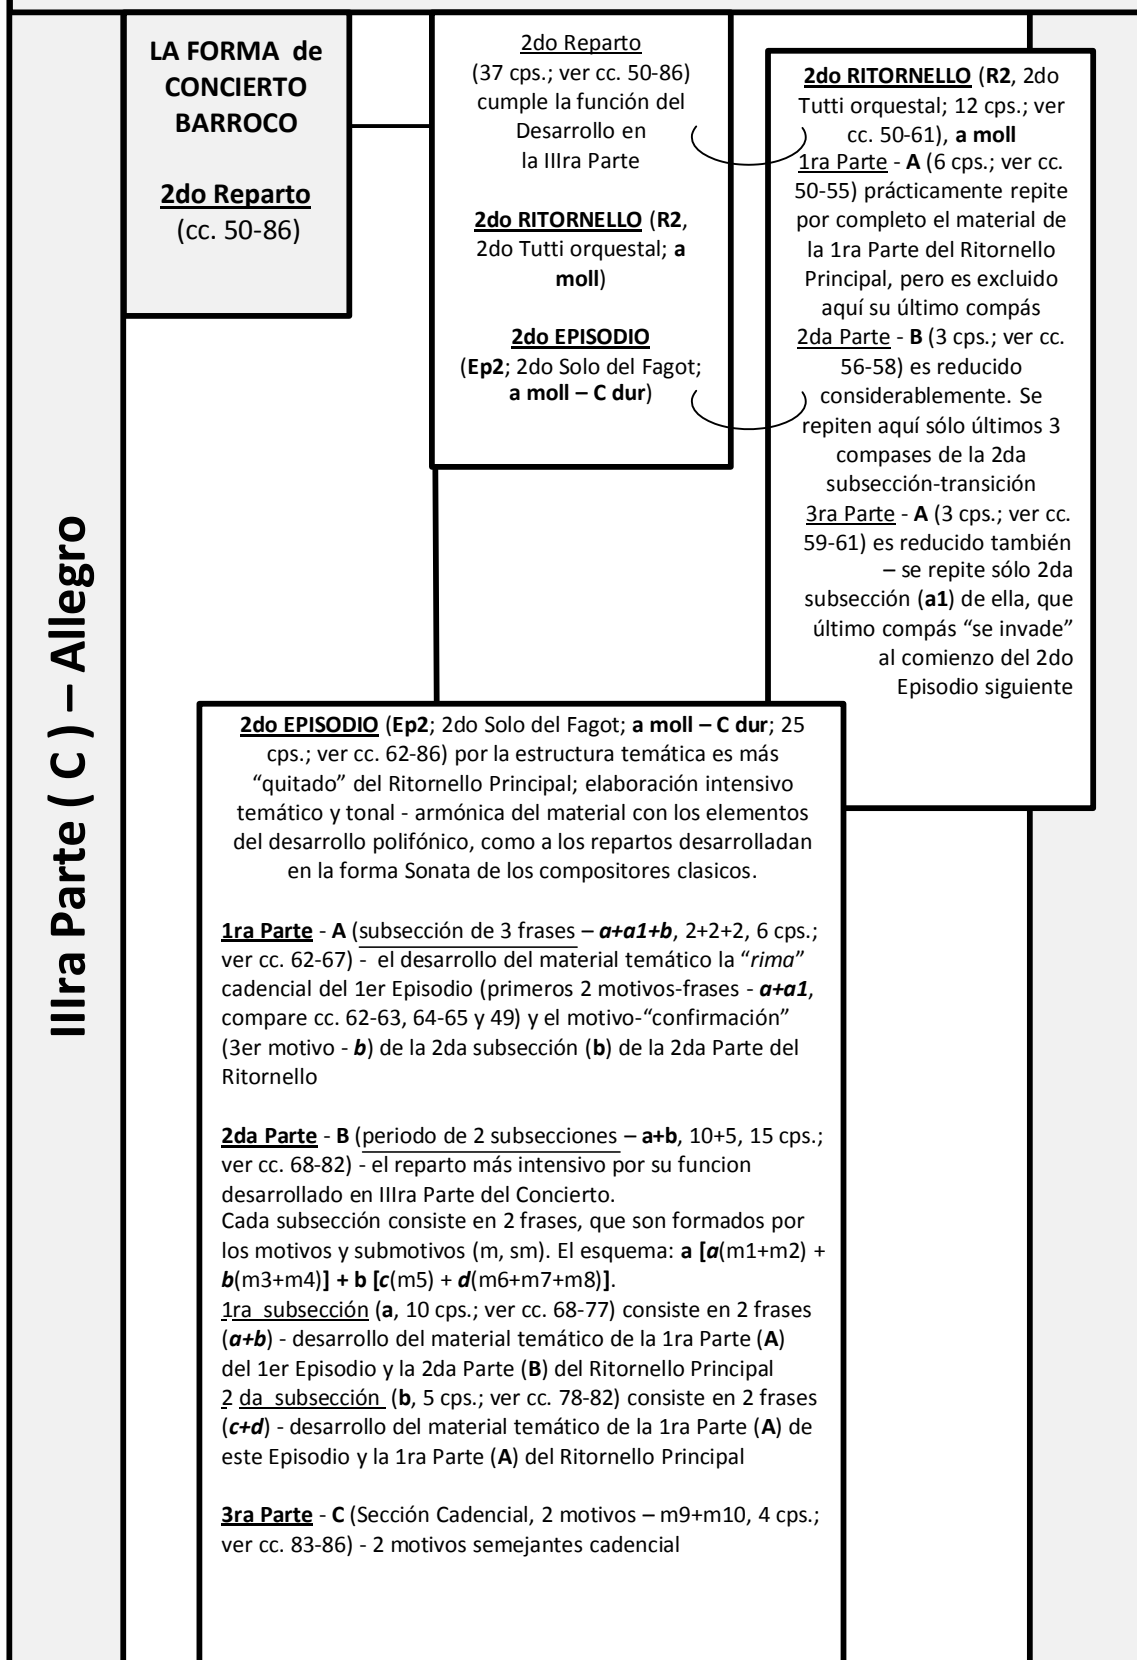 IIIra Parte ( C ) – Allegro
LA FORMA de
CONCIERTO
BARROCO
2do Reparto
(cc. 50-86)
2do Reparto
(37 cps.; ver cc. 50-86)
cumple la función del
Desarrollo en
la IIIra Parte
2do RITORNELLO (R2,
2do Tutti orquestal; a
moll)
2do EPISODIO
(Ep2; 2do Solo del Fagot;
a moll – C dur)
2do RITORNELLO (R2, 2do
Tutti orquestal; 12 cps.; ver
cc. 50-61), a moll
1ra Parte - A (6 cps.; ver cc.
50-55) prácticamente repite
por completo el material de
la 1ra Parte del Ritornello
Principal, pero es excluido
aquí su último compás
2da Parte - B (3 cps.; ver cc.
56-58) es reducido
considerablemente. Se
repiten aquí sólo últimos 3
compases de la 2da
subsección-transición
3ra Parte - A (3 cps.; ver cc.
59-61) es reducido también
– se repite sólo 2da
subsección (a1) de ella, que
último compás “se invade”
al comienzo del 2do
Episodio siguiente
2do EPISODIO (Ep2; 2do Solo del Fagot; a moll – C dur; 25
cps.; ver cc. 62-86) por la estructura temática es más
“quitado” del Ritornello Principal; elaboración intensivo
temático y tonal - armónica del material con los elementos
del desarrollo polifónico, como a los repartos desarrolladan
en la forma Sonata de los compositores clasicos.
1ra Parte - A (subsección de 3 frases – a+a1+b, 2+2+2, 6 cps.;
ver cc. 62-67) - el desarrollo del material temático la “rima”
cadencial del 1er Episodio (primeros 2 motivos-frases - a+a1,
compare cc. 62-63, 64-65 y 49) y el motivo-“confirmación”
(3er motivo - b) de la 2da subsección (b) de la 2da Parte del
Ritornello
2da Parte - B (periodo de 2 subsecciones – a+b, 10+5, 15 cps.;
ver cc. 68-82) - el reparto más intensivo por su funcion
desarrollado en IIIra Parte del Concierto.
Cada subsección consiste en 2 frases, que son formados por
los motivos y submotivos (m, sm). El esquema: a [a(m1+m2) +
b(m3+m4)] + b [c(m5) + d(m6+m7+m8)].
1ra subsección (a, 10 cps.; ver cc. 68-77) consiste en 2 frases
(a+b) - desarrollo del material temático de la 1ra Parte (A)
del 1er Episodio y la 2da Parte (B) del Ritornello Principal
2 da subsección (b, 5 cps.; ver cc. 78-82) consiste en 2 frases
(c+d) - desarrollo del material temático de la 1ra Parte (A) de
este Episodio y la 1ra Parte (A) del Ritornello Principal
3ra Parte - C (Sección Cadencial, 2 motivos – m9+m10, 4 cps.;
ver cc. 83-86) - 2 motivos semejantes cadencial